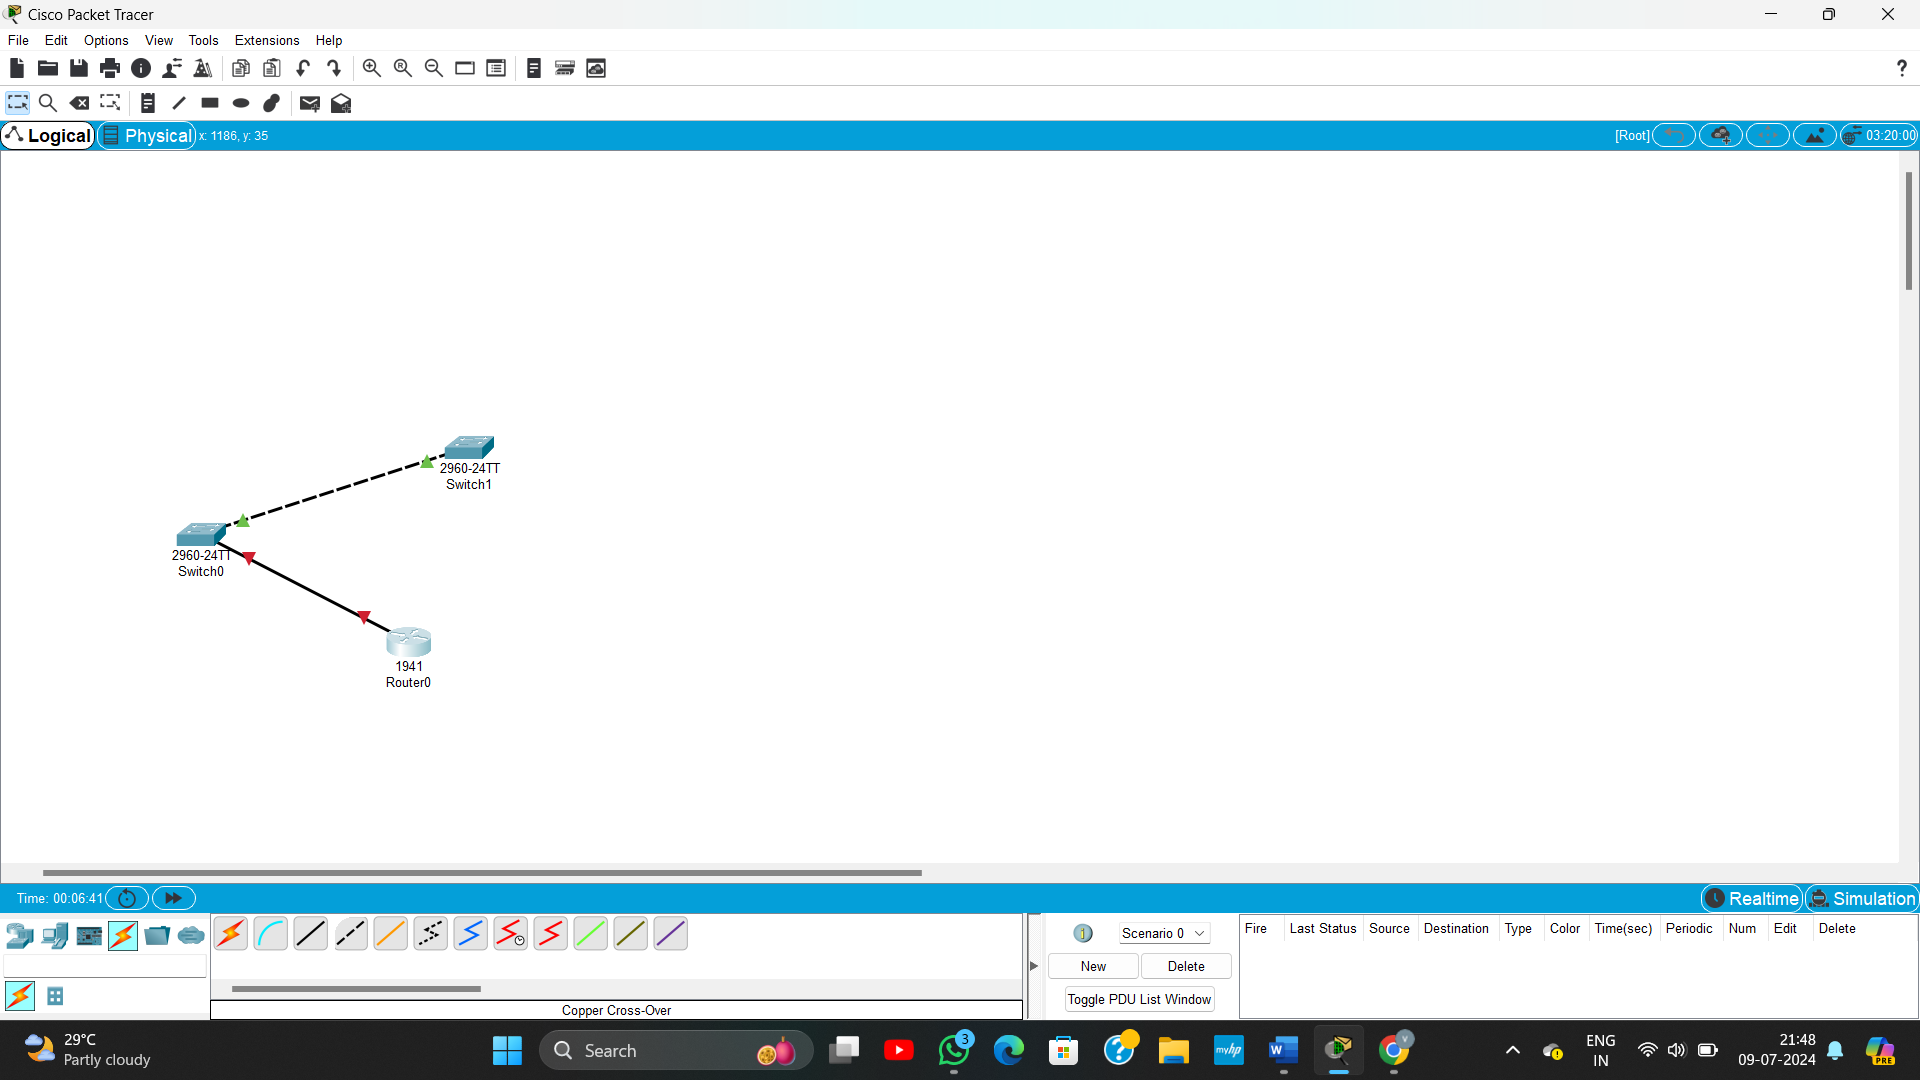 Cisco Packet Tracer
File Edit Options View Tools Extensions Help
?
Logical Physical x: 1186, y: 35 [Root] 03:20:00
2960-24TT
Switch1
2960-24TT
Switch0
1941
Router0
Time: 00:06:41 Realtime Simulation
Scenario 0
New Delete
Toggle PDU List Window
Fire Last Status Source Destination Type Color Time(sec) Periodic Num Edit Delete
Copper Cross-Over
29°C
Partly cloudy
Search
3
myhp
W
V
ENG
IN
21:48
09-07-2024
PRE